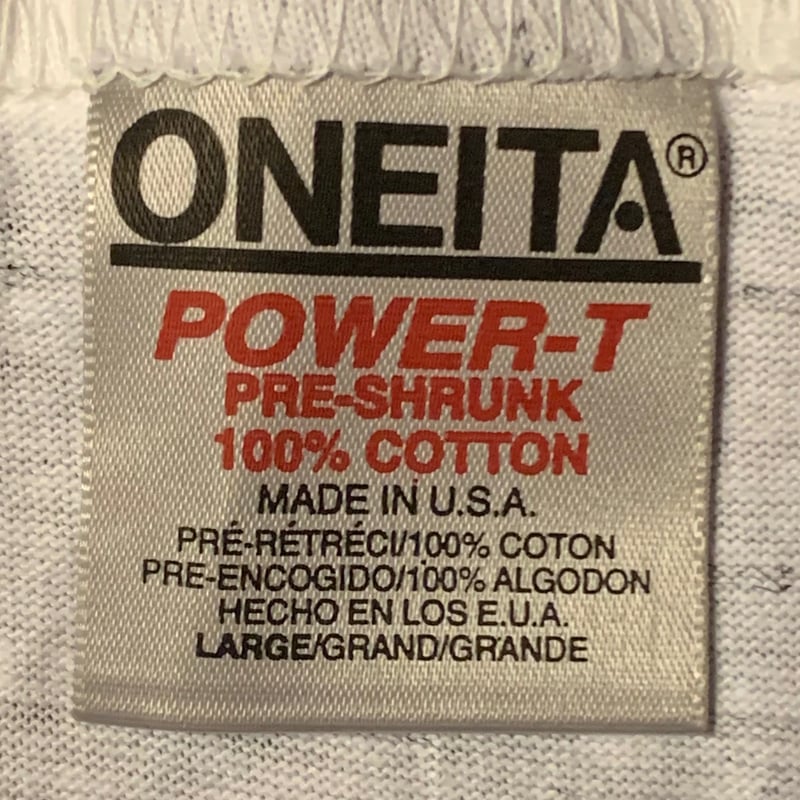 ONEITA®
POWER-T
PRE-SHRUNK
100% COTTON
MADE IN U.S.A.
PRÉ-RÉTRÉCI/100% COTON
PRE-ENCOGIDO/100% ALGODON
HECHO EN LOS E.U.A.
LARGE/GRAND/GRANDE